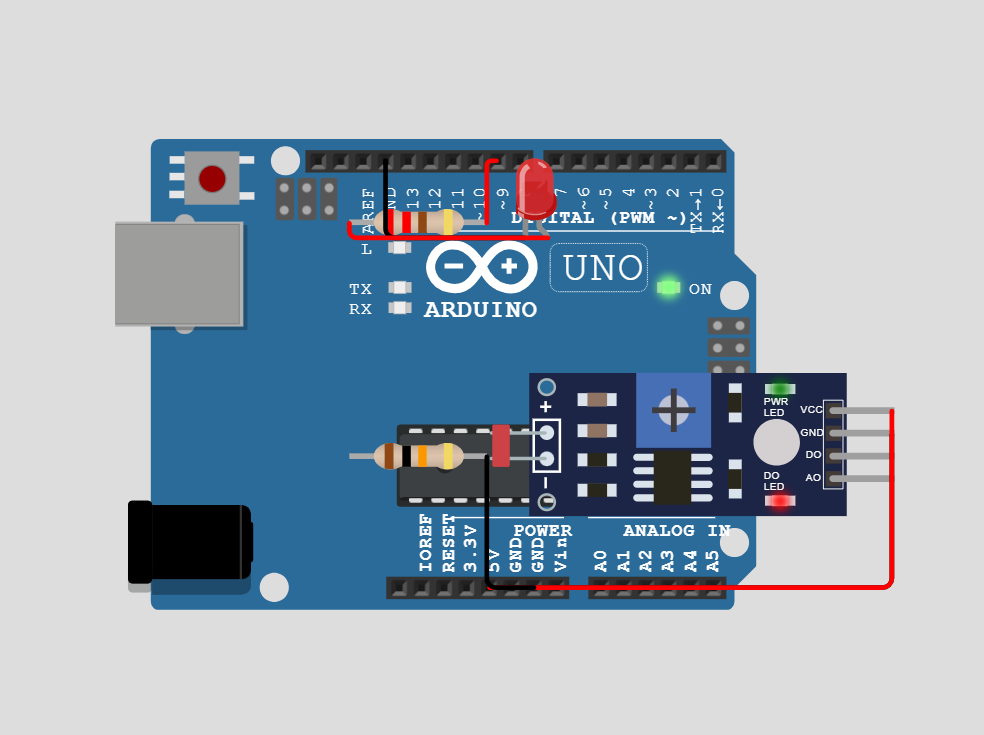 AREF
GND
13
12
~11
~10
~9
7
~6
~5
4
~3
2
TX→1
RX←0
DIGITAL (PWM ~)
L
TX
RX
ARDUINO
UNO
ON
PWR
LED
VCC
GND
DO
AO
DO
LED
+
−
POWER
ANALOG IN
IOREF
RESET
3.3V
5V
GND
GND
Vin
A0
A1
A2
A3
A4
A5